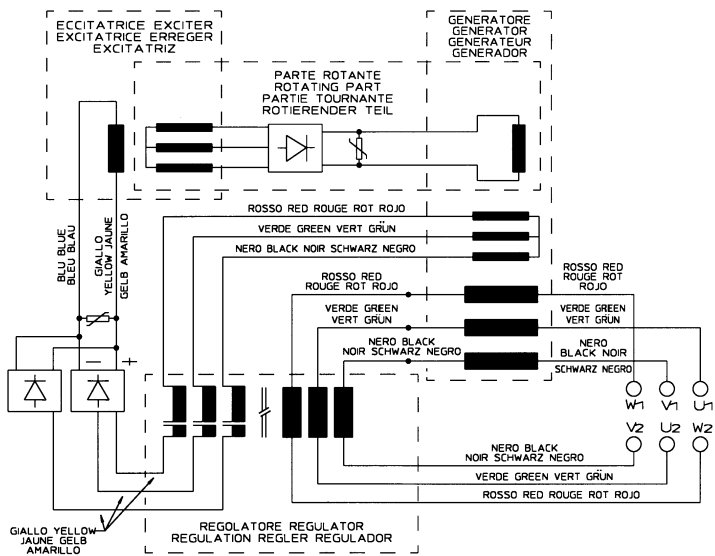 ECCITATRICE EXCITER
EXCITATRICE ERREGER
EXCITATRIZ
GENERATORE
GENERATOR
GÉNÉRATEUR
GENERADOR
PARTE ROTANTE
ROTATING PART
PARTIE TOURNANTE
ROTIERENDER TEIL
BLU BLUE
BLEU BLAU
GIALLO
YELLOW JAUNE
GELB AMARILLO
ROSSO RED ROUGE ROT ROJO
VERDE GREEN VERT GRÜN
NERO BLACK NOIR SCHWARZ NEGRO
ROSSO RED
ROUGE ROT ROJO
VERDE GREEN
VERT GRÜN
NERO BLACK
NOIR SCHWARZ NEGRO
ROSSO RED
ROUGE ROT
ROJO
VERDE GREEN
VERT GRÜN
NERO
BLACK NOIR
SCHWARZ NEGRO
− +
W1 V1 U1
V2 U2 W2
NERO BLACK
NOIR SCHWARZ NEGRO
VERDE GREEN VERT GRÜN
ROSSO RED ROUGE ROT ROJO
GIALLO YELLOW
JAUNE GELB
AMARILLO
REGOLATORE REGULATOR
REGULATION REGLER REGULADOR